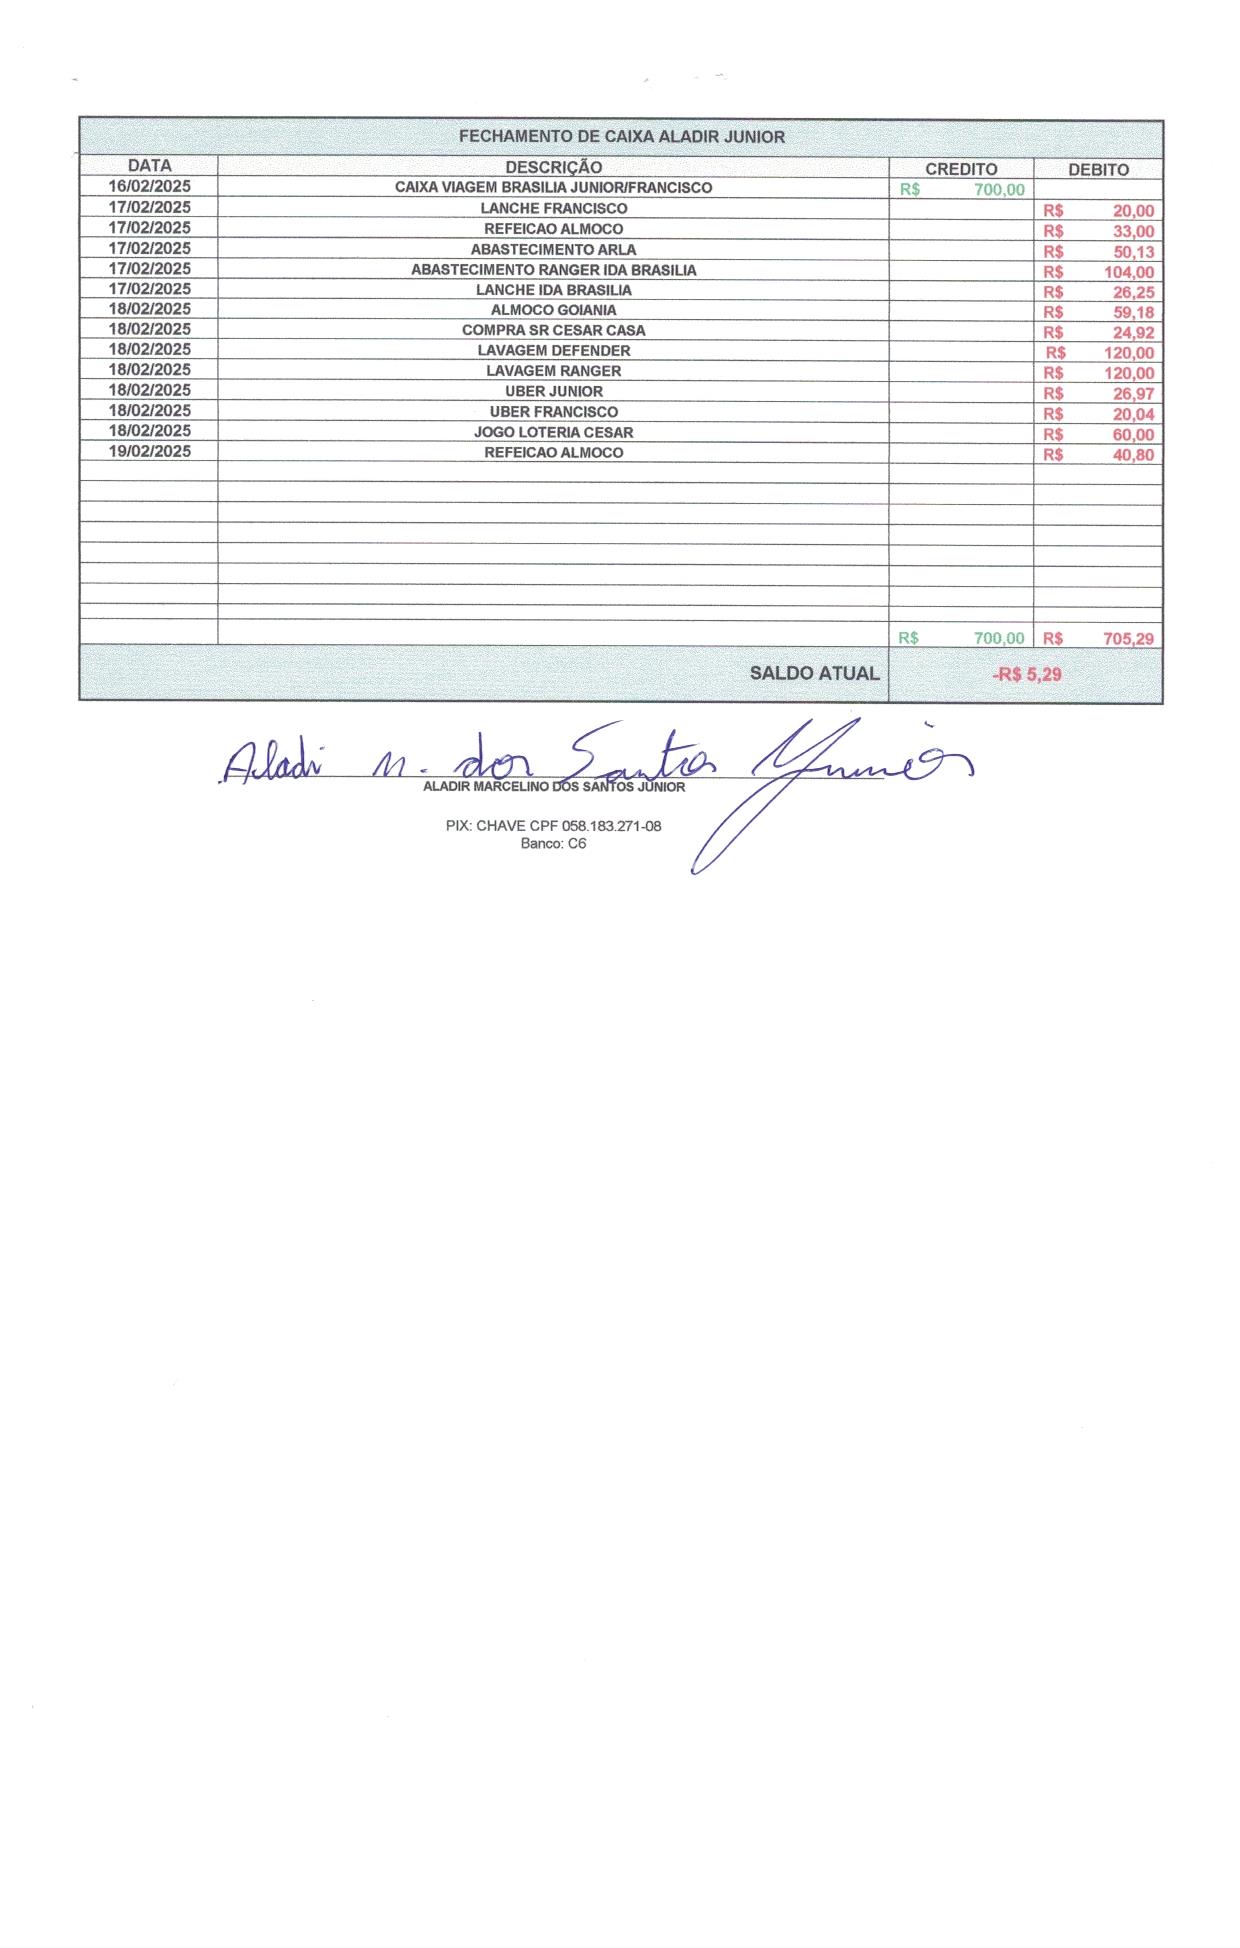 FECHAMENTO DE CAIXA ALADIR JUNIOR
DATA DESCRIÇÃO CREDITO DEBITO
16/02/2025 CAIXA VIAGEM BRASILIA JUNIOR/FRANCISCO R$ 700,00
17/02/2025 LANCHE FRANCISCO R$ 20,00
17/02/2025 REFEICAO ALMOCO R$ 33,00
17/02/2025 ABASTECIMENTO ARLA R$ 50,13
17/02/2025 ABASTECIMENTO RANGER IDA BRASILIA R$ 104,00
17/02/2025 LANCHE IDA BRASILIA R$ 26,25
18/02/2025 ALMOCO GOIANIA R$ 59,18
18/02/2025 COMPRA SR CESAR CASA R$ 24,92
18/02/2025 LAVAGEM DEFENDER R$ 120,00
18/02/2025 LAVAGEM RANGER R$ 120,00
18/02/2025 UBER JUNIOR R$ 26,97
18/02/2025 UBER FRANCISCO R$ 20,04
18/02/2025 JOGO LOTERIA CESAR R$ 60,00
19/02/2025 REFEICAO ALMOCO R$ 40,80
R$ 700,00 R$ 705,29
SALDO ATUAL -R$ 5,29
Aladi M. dos Santos Junior
ALADIR MARCELINO DOS SANTOS JUNIOR
PIX: CHAVE CPF 058.183.271-08
Banco: C6